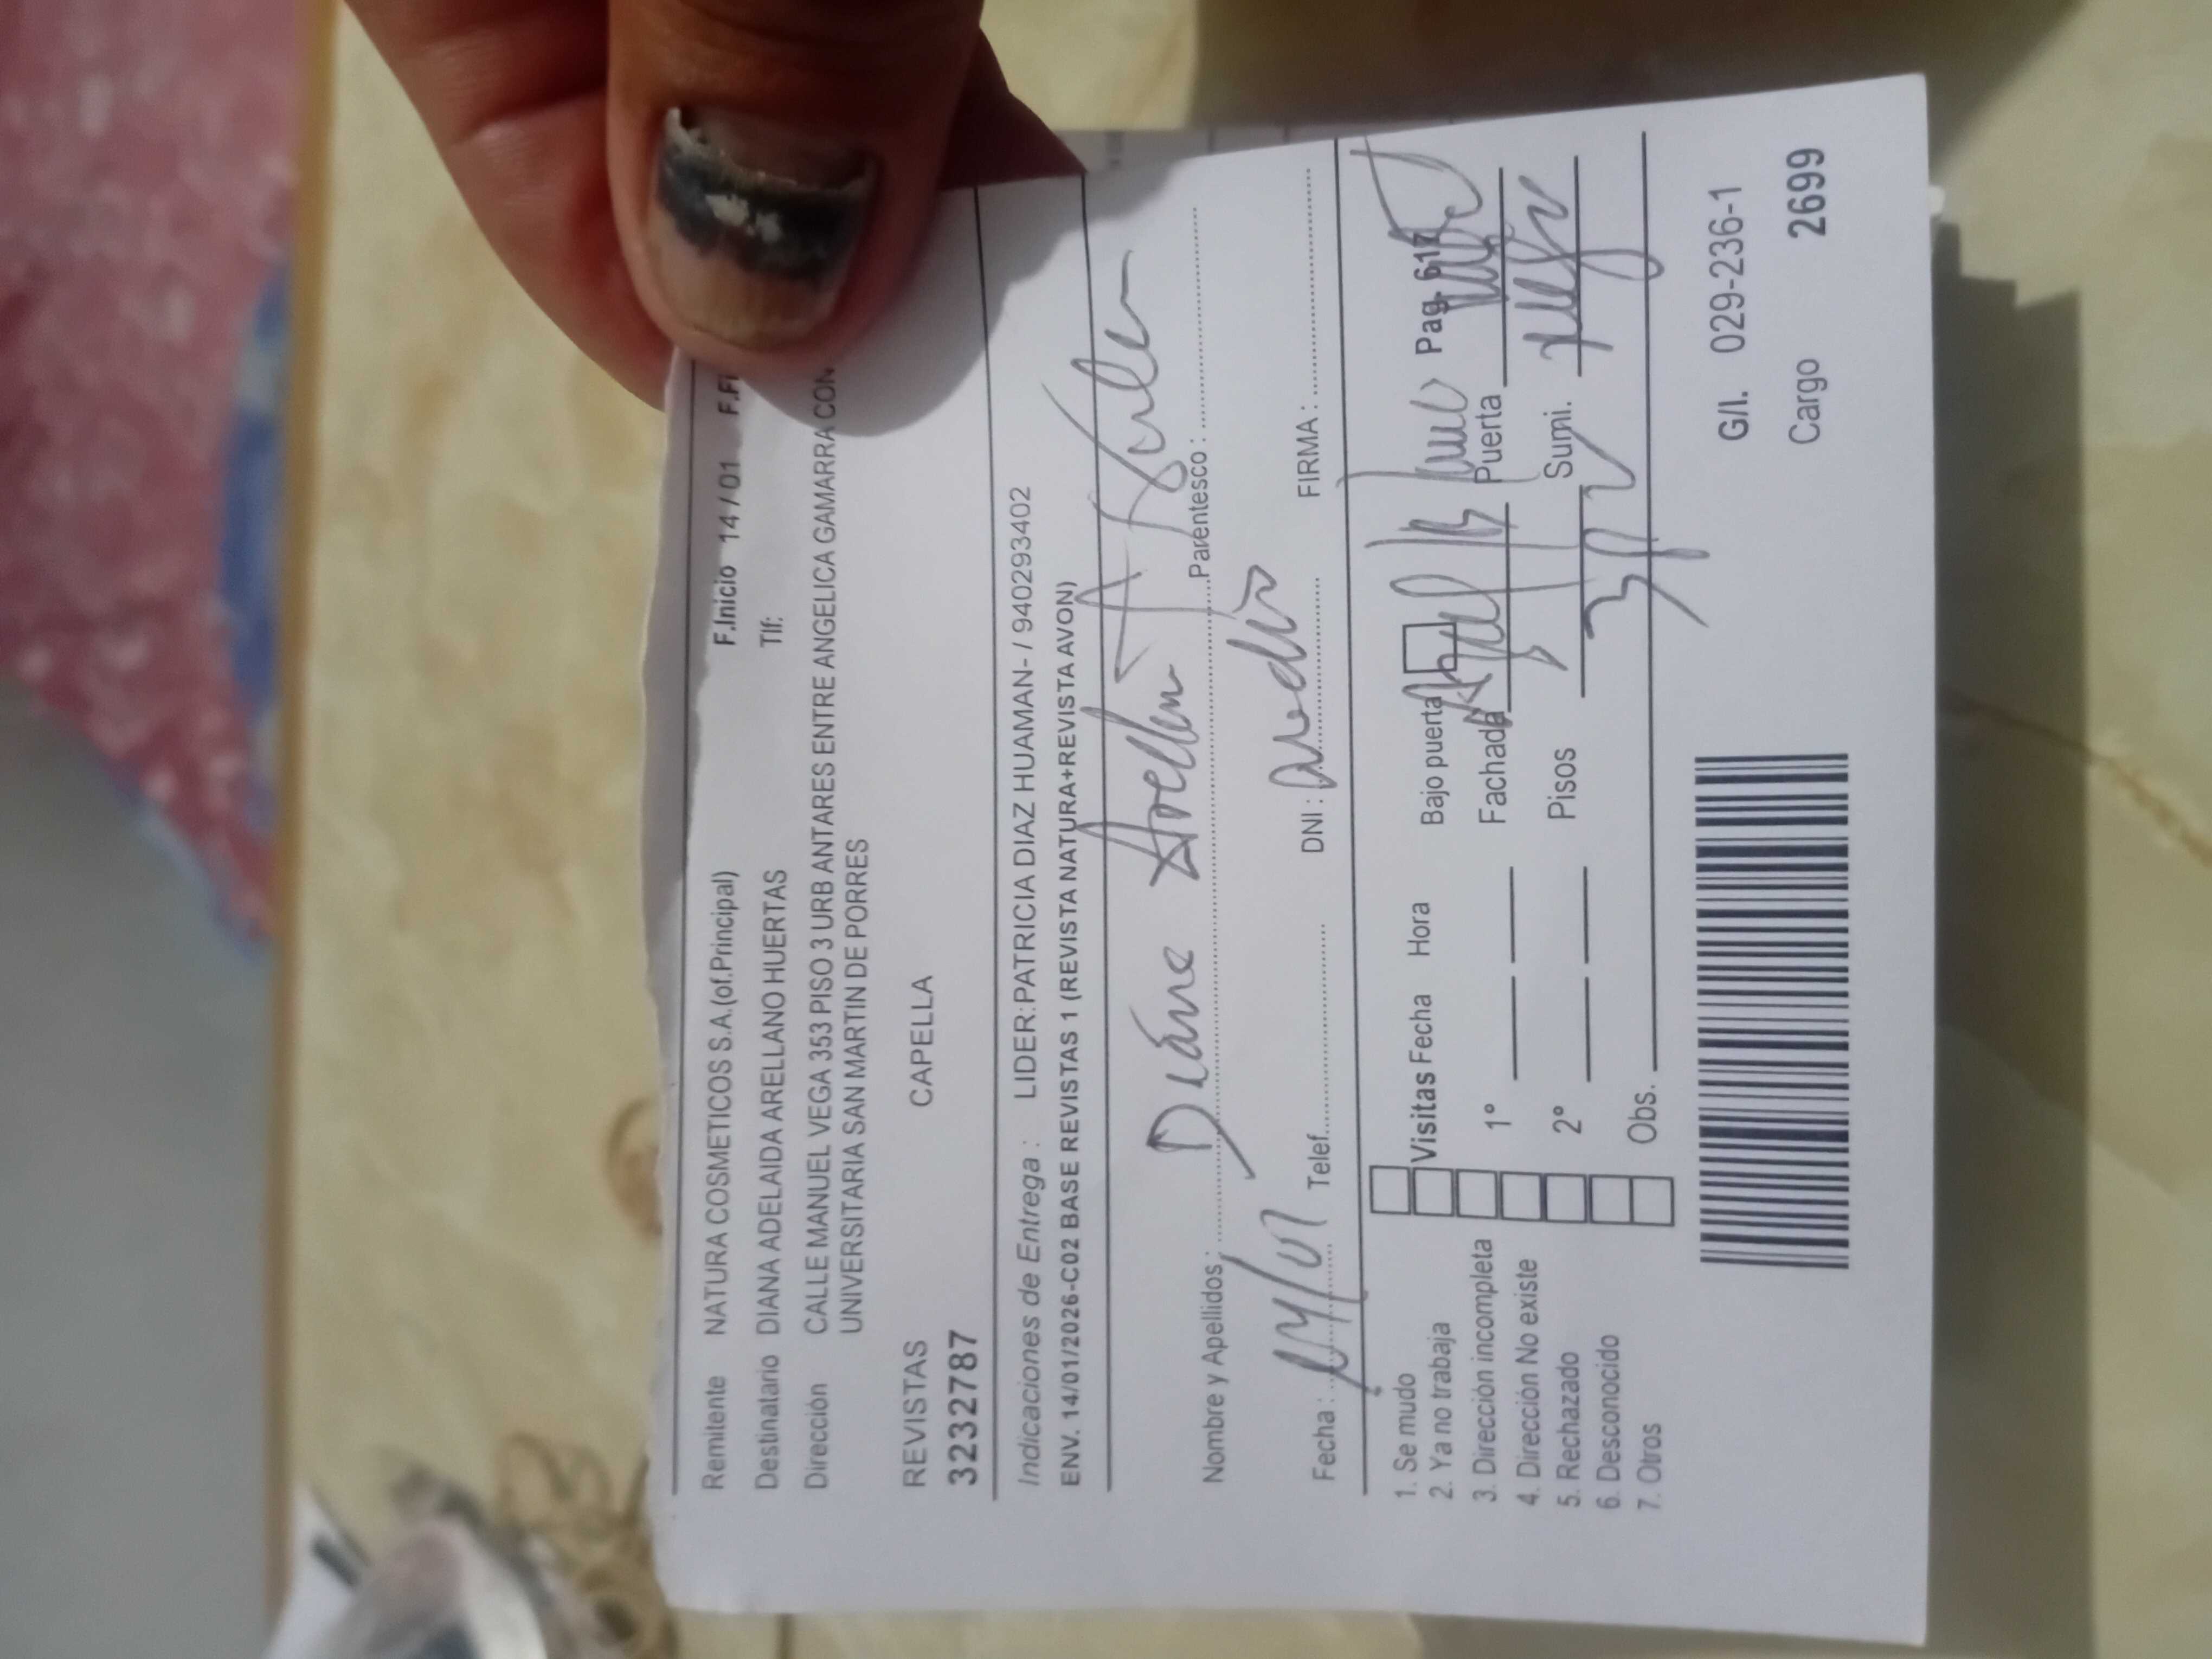 F.Inicio 14/01 F.Fi
Remitente NATURA COSMETICOS S.A.(of.Principal) Tlf:
Destinatario DIANA ADELAIDA ARELLANO HUERTAS
Dirección CALLE MANUEL VEGA 353 PISO 3 URB ANTARES ENTRE ANGELICA GAMARRA CON
UNIVERSITARIA SAN MARTIN DE PORRES
REVISTAS CAPELLA
3232787
Indicaciones de Entrega : LIDER:PATRICIA DIAZ HUAMAN- / 940293402
ENV. 14/01/2026-C02 BASE REVISTAS 1 (REVISTA NATURA+REVISTA AVON)
Diana Arellan
Nombre y Apellidos : Parentesco :
Fecha : Telef. DNI : FIRMA :
1. Se mudo Visitas Fecha Hora Bajo puerta Pag. 617
2. Ya no trabaja
3. Dirección incompleta 1° Fachada Puerta
4. Dirección No existe
5. Rechazado 2° Pisos Sumi.
6. Desconocido
7. Otros Obs.
G/I. 029-236-1
Cargo 2699